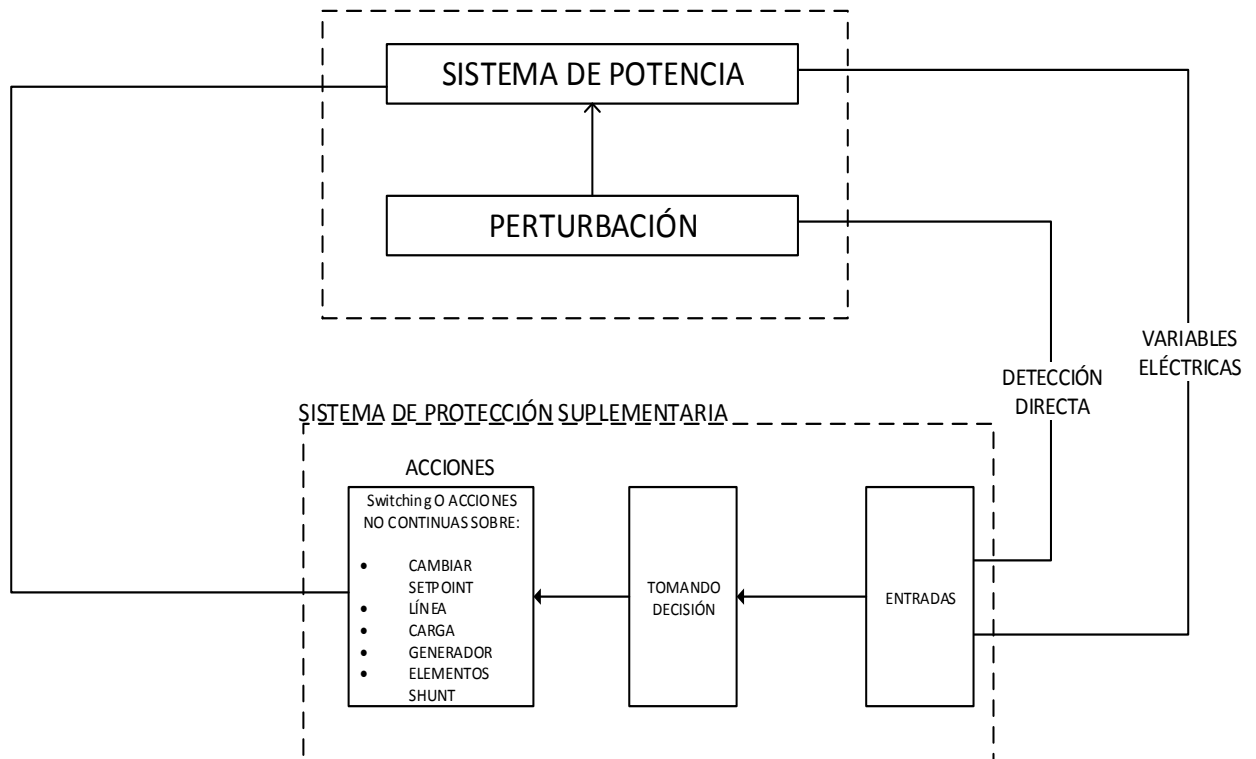 SISTEMA DE POTENCIA
PERTURBACIÓN
VARIABLES
ELÉCTRICAS
DETECCIÓN
DIRECTA
SISTEMA DE PROTECCIÓN SUPLEMENTARIA
ACCIONES
Switching O ACCIONES
NO CONTINUAS SOBRE:
• CAMBIAR
SETPOINT
• LÍNEA
• CARGA
• GENERADOR
• ELEMENTOS
SHUNT
TOMANDO
DECISIÓN
ENTRADAS